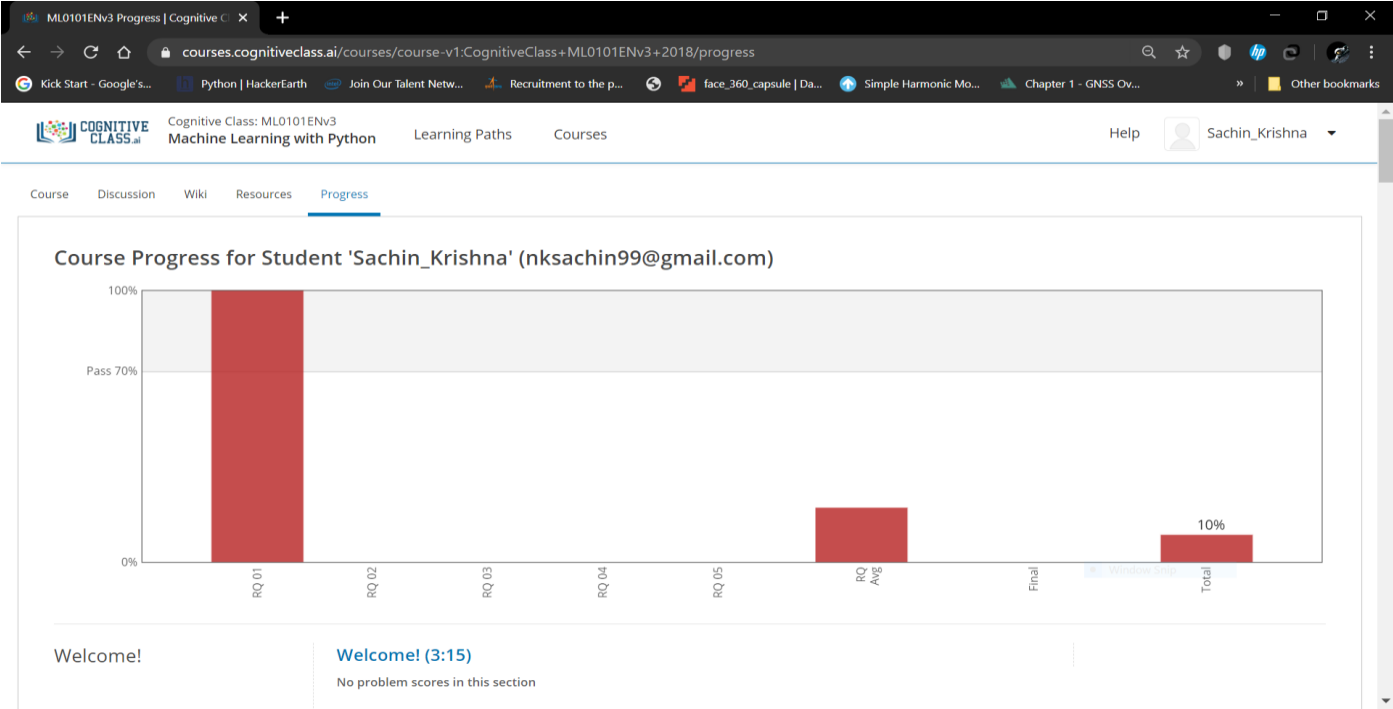 ML0101ENv3 Progress | Cognitive Cl
courses.cognitiveclass.ai/courses/course-v1:CognitiveClass+ML0101ENv3+2018/progress
Kick Start - Google's... Python | HackerEarth Join Our Talent Netw... Recruitment to the p... face_360_capsule | Da... Simple Harmonic Mo... Chapter 1 - GNSS Ov... » Other bookmarks
COGNITIVE
CLASS.ai
Cognitive Class: ML0101ENv3
Machine Learning with Python
Learning Paths Courses Help Sachin_Krishna
Course Discussion Wiki Resources Progress
Course Progress for Student 'Sachin_Krishna' (nksachin99@gmail.com)
100%
Pass 70%
10%
0%
RQ 01 RQ 02 RQ 03 RQ 04 RQ 05 RQ Avg Final Total
Window Snip
Welcome! Welcome! (3:15)
No problem scores in this section